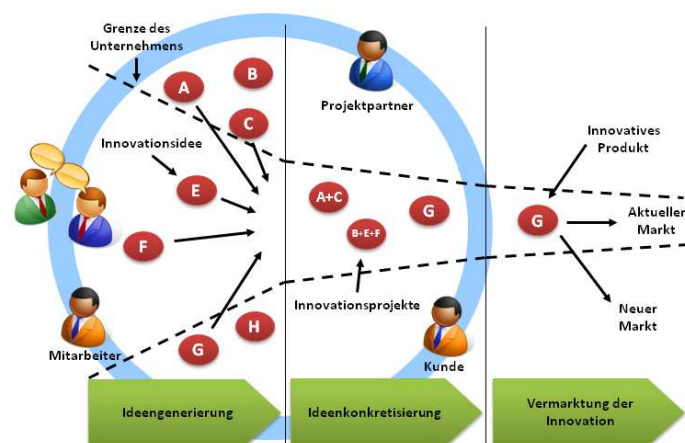 Grenze des
Unternehmens
A
B
C
Projektpartner
Innovationsidee
E
F
Innovatives
Produkt
A+C
G
B+E+F
G
Aktueller
Markt
Innovationsprojekte
Neuer
Markt
H
G
Mitarbeiter
Kunde
Ideengenerierung
Ideenkonkretisierung
Vermarktung der
Innovation